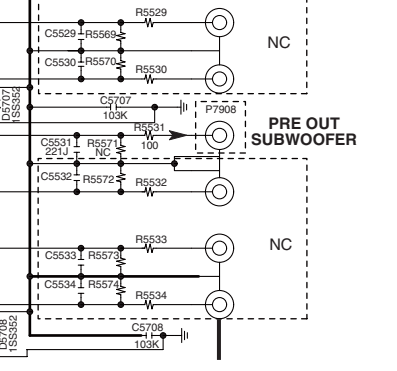 R5529
C5529 R5569
NC
C5530 R5570
R5530
D5707
1SS352
C5707
103K
P7908
R5531
100
PRE OUT
SUBWOOFER
C5531
221J
R5571
NC
C5532 R5572
R5532
R5533
C5533 R5573
NC
C5534 R5574
R5534
D5708
1SS352
C5708
103K